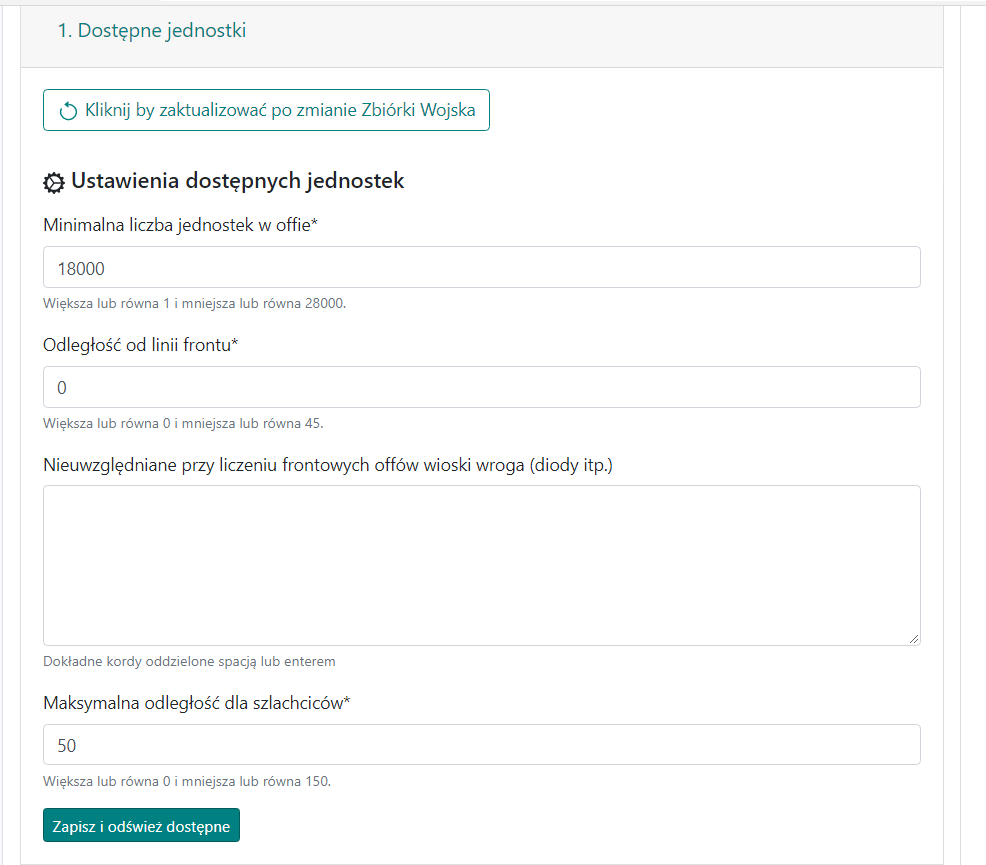 1. Dostępne jednostki
Kliknij by zaktualizować po zmianie Zbiórki Wojska
Ustawienia dostępnych jednostek
Minimalna liczba jednostek w offie*
18000
Większa lub równa 1 i mniejsza lub równa 28000.
Odległość od linii frontu*
0
Większa lub równa 0 i mniejsza lub równa 45.
Nieuwzględniane przy liczeniu frontowych offów wioski wroga (diody itp.)
Dokładne kordy oddzielone spacją lub enterem
Maksymalna odległość dla szlachciców*
50
Większa lub równa 0 i mniejsza lub równa 150.
Zapisz i odśwież dostępne